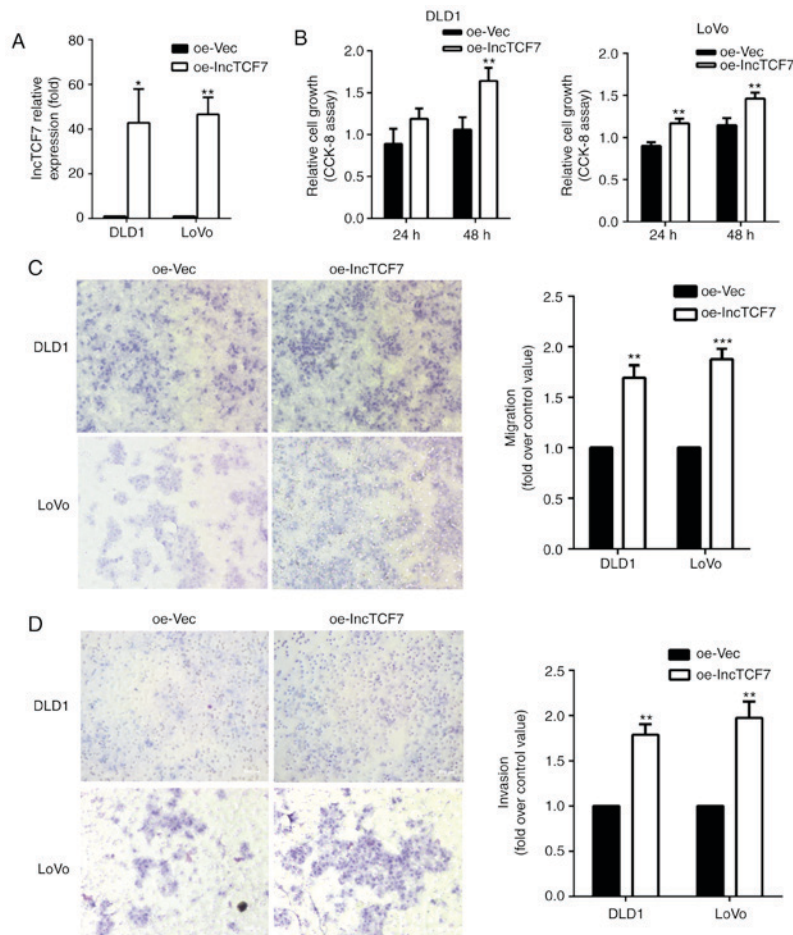 A
oe-Vec
oe-lncTCF7
lncTCF7 relative
expression (fold)
80
60
40
20
0
*
**
DLD1
LoVo
B
DLD1
oe-Vec
oe-lncTCF7
Relative cell growth
(CCK-8 assay)
2.0
1.5
1.0
0.5
0.0
**
24 h
48 h
LoVo
oe-Vec
oe-lncTCF7
Relative cell growth
(CCK-8 assay)
2.0
1.5
1.0
0.5
0.0
**
**
24 h
48 h
C
oe-Vec
oe-lncTCF7
DLD1
LoVo
oe-Vec
oe-lncTCF7
Migration
(fold over control value)
2.5
2.0
1.5
1.0
0.5
0.0
**
***
DLD1
LoVo
D
oe-Vec
oe-lncTCF7
DLD1
LoVo
oe-Vec
oe-lncTCF7
Invasion
(fold over control value)
2.5
2.0
1.5
1.0
0.5
0.0
**
**
DLD1
LoVo